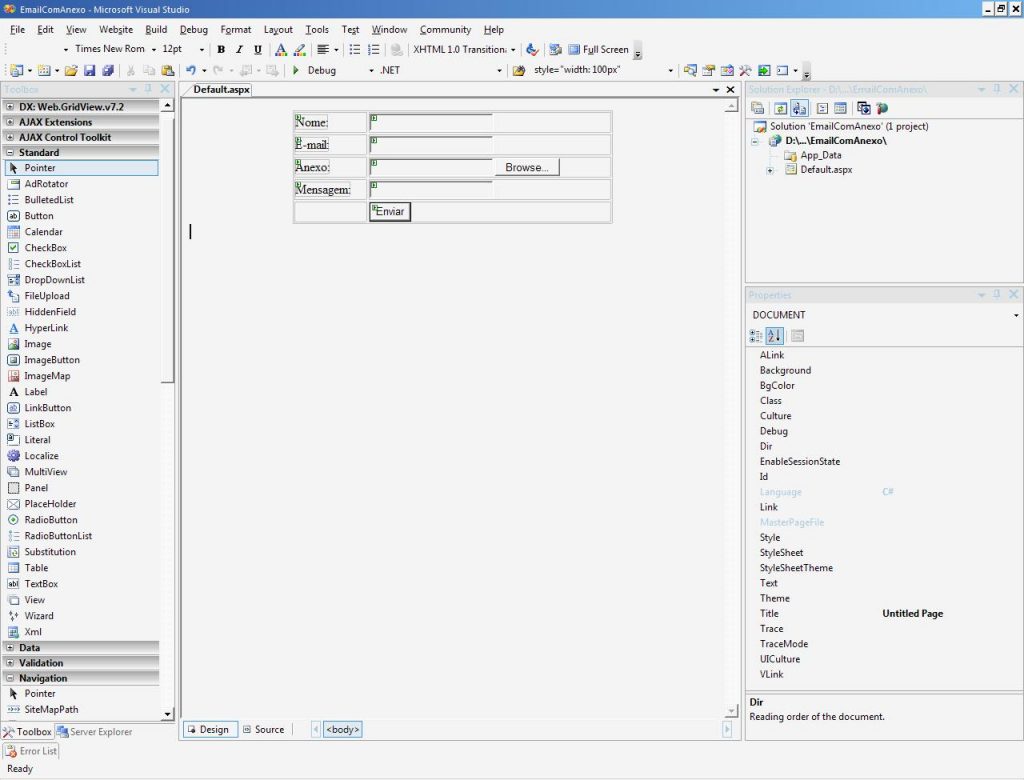 EmailComAnexo - Microsoft Visual Studio
File Edit View Website Build Debug Format Layout Tools Test Window Community Help
Times New Rom 12pt B I U A XHTML 1.0 Transition Full Screen
Debug .NET style="width: 100px"
Toolbox
DX: Web.GridView.v7.2
AJAX Extensions
AJAX Control Toolkit
Standard
Pointer
AdRotator
BulletedList
Button
Calendar
CheckBox
CheckBoxList
DropDownList
FileUpload
HiddenField
HyperLink
Image
ImageButton
ImageMap
Label
LinkButton
ListBox
Literal
Localize
MultiView
Panel
PlaceHolder
RadioButton
RadioButtonList
Substitution
Table
TextBox
View
Wizard
Xml
Data
Validation
Navigation
Pointer
SiteMapPath
Toolbox Server Explorer
Error List
Ready
Default.aspx
Nome:
E-mail:
Anexo: Browse...
Mensagem:
Enviar
Design Source <body>
Solution Explorer - D:\...\EmailComAnexo\
Solution 'EmailComAnexo' (1 project)
D:\...\EmailComAnexo\
App_Data
Default.aspx
Properties
DOCUMENT
ALink
Background
BgColor
Class
Culture
Debug
Dir
EnableSessionState
Id
Language C#
Link
MasterPageFile
Style
StyleSheet
StyleSheetTheme
Text
Theme
Title Untitled Page
Trace
TraceMode
UICulture
VLink
Dir
Reading order of the document.